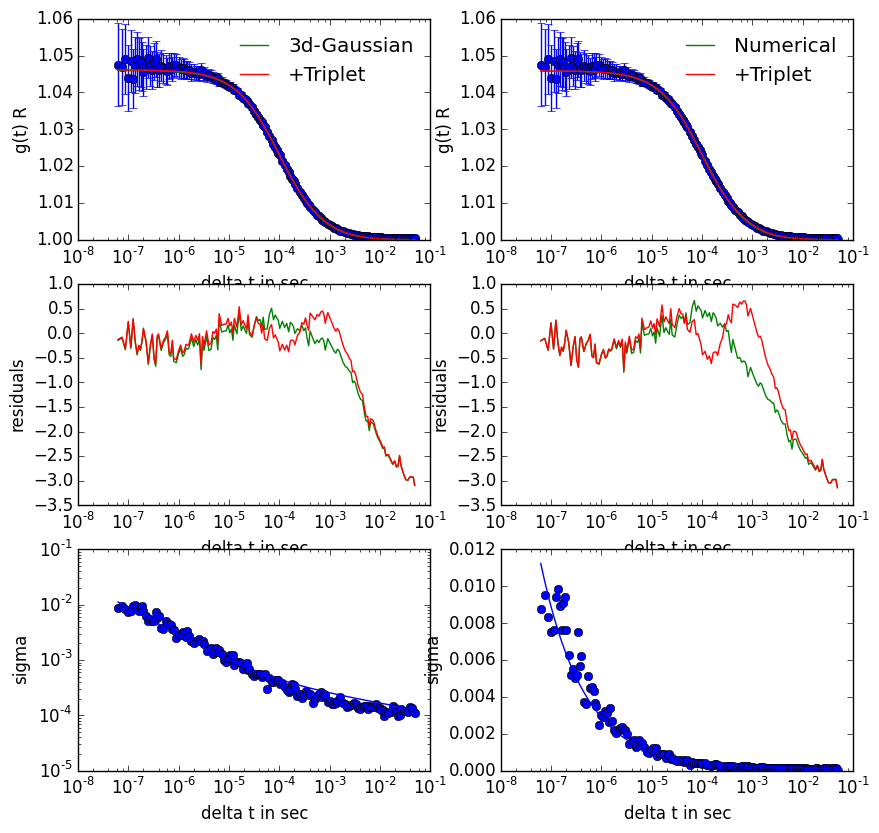 1.06
1.05
1.04
1.03
1.02
1.01
1.00
g(t) R
3d-Gaussian
+Triplet
10^-8 10^-7 10^-6 10^-5 10^-4 10^-3 10^-2 10^-1
delta t in sec
1.06
1.05
1.04
1.03
1.02
1.01
1.00
g(t) R
Numerical
+Triplet
10^-8 10^-7 10^-6 10^-5 10^-4 10^-3 10^-2 10^-1
delta t in sec
1.0
0.5
0.0
−0.5
−1.0
−1.5
−2.0
−2.5
−3.0
−3.5
residuals
10^-8 10^-7 10^-6 10^-5 10^-4 10^-3 10^-2 10^-1
delta t in sec
1.0
0.5
0.0
−0.5
−1.0
−1.5
−2.0
−2.5
−3.0
−3.5
residuals
10^-8 10^-7 10^-6 10^-5 10^-4 10^-3 10^-2 10^-1
delta t in sec
10^-1
10^-2
10^-3
10^-4
10^-5
sigma
10^-8 10^-7 10^-6 10^-5 10^-4 10^-3 10^-2 10^-1
delta t in sec
0.012
0.010
0.008
0.006
0.004
0.002
0.000
sigma
10^-8 10^-7 10^-6 10^-5 10^-4 10^-3 10^-2 10^-1
delta t in sec